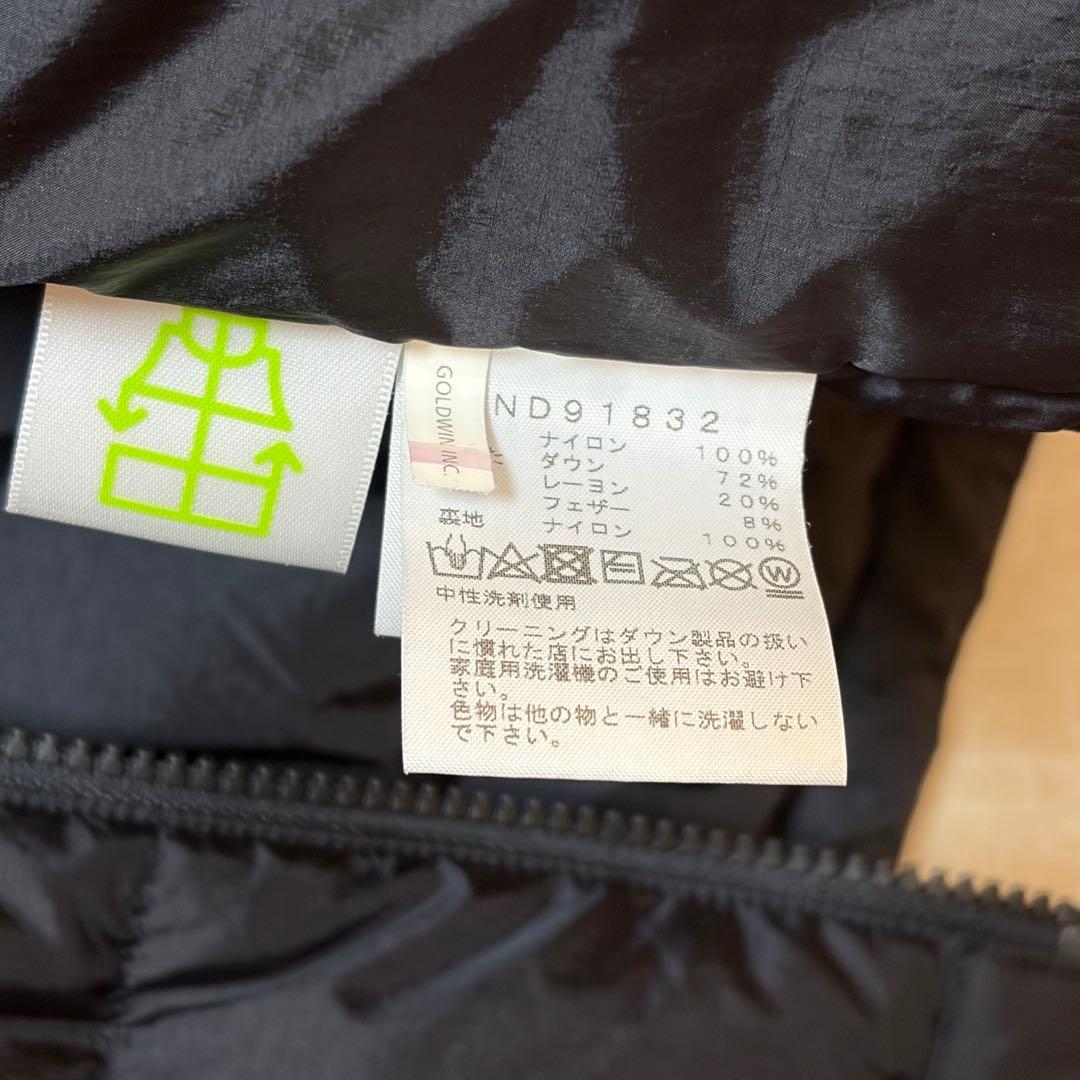 GOLDWIN INC.
ND91832
ナイロン 100%
ダウン 72%
レーヨン 20%
フェザー 8%
裏地 ナイロン 100%
W
中性洗剤使用
クリーニングはダウン製品の扱い
に慣れた店にお出し下さい。
家庭用洗濯機のご使用はお避け下
さい。
色物は他の物と一緒に洗濯しない
で下さい。